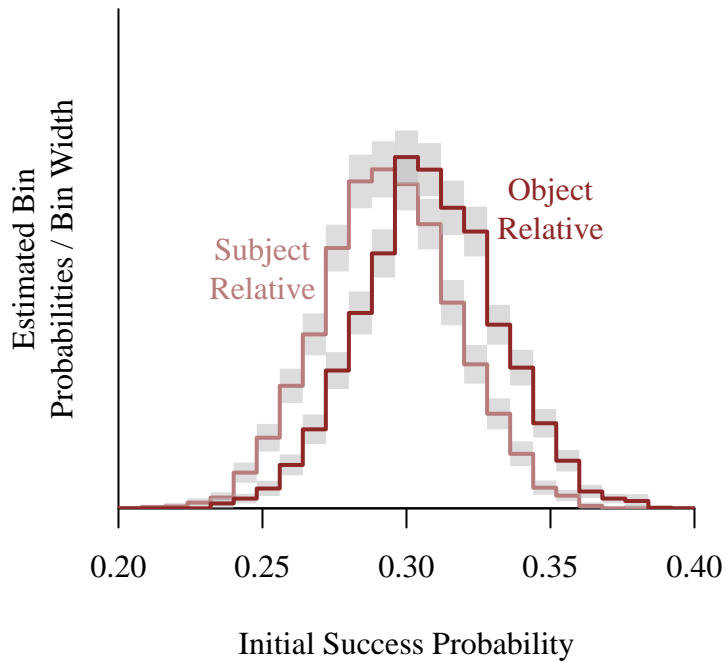 Estimated Bin
Probabilities / Bin Width
Object
Relative
Subject
Relative
0.20
0.25
0.30
0.35
0.40
Initial Success Probability